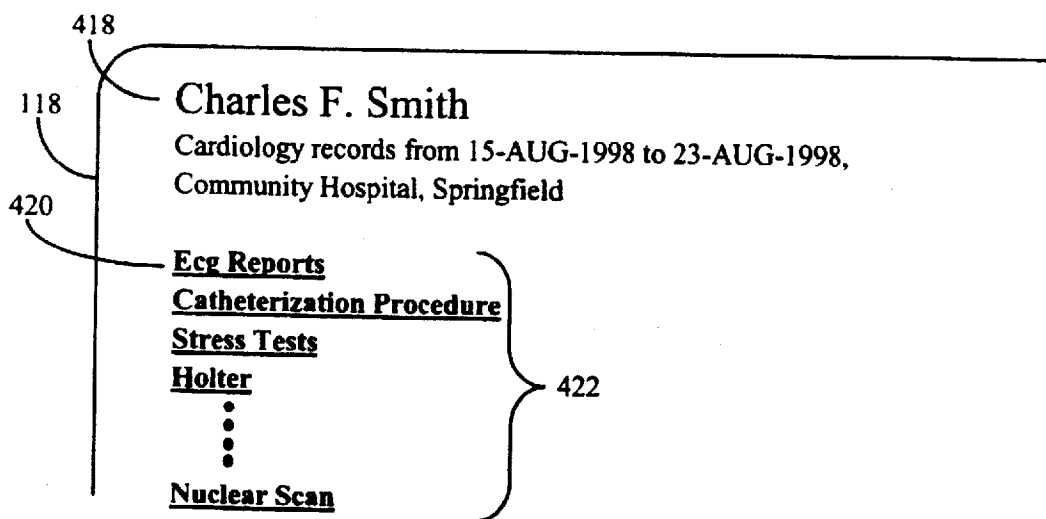 418
Charles F. Smith
118
Cardiology records from 15-AUG-1998 to 23-AUG-1998,
Community Hospital, Springfield
420
Ecg Reports
Catheterization Procedure
Stress Tests
Holter
422
Nuclear Scan